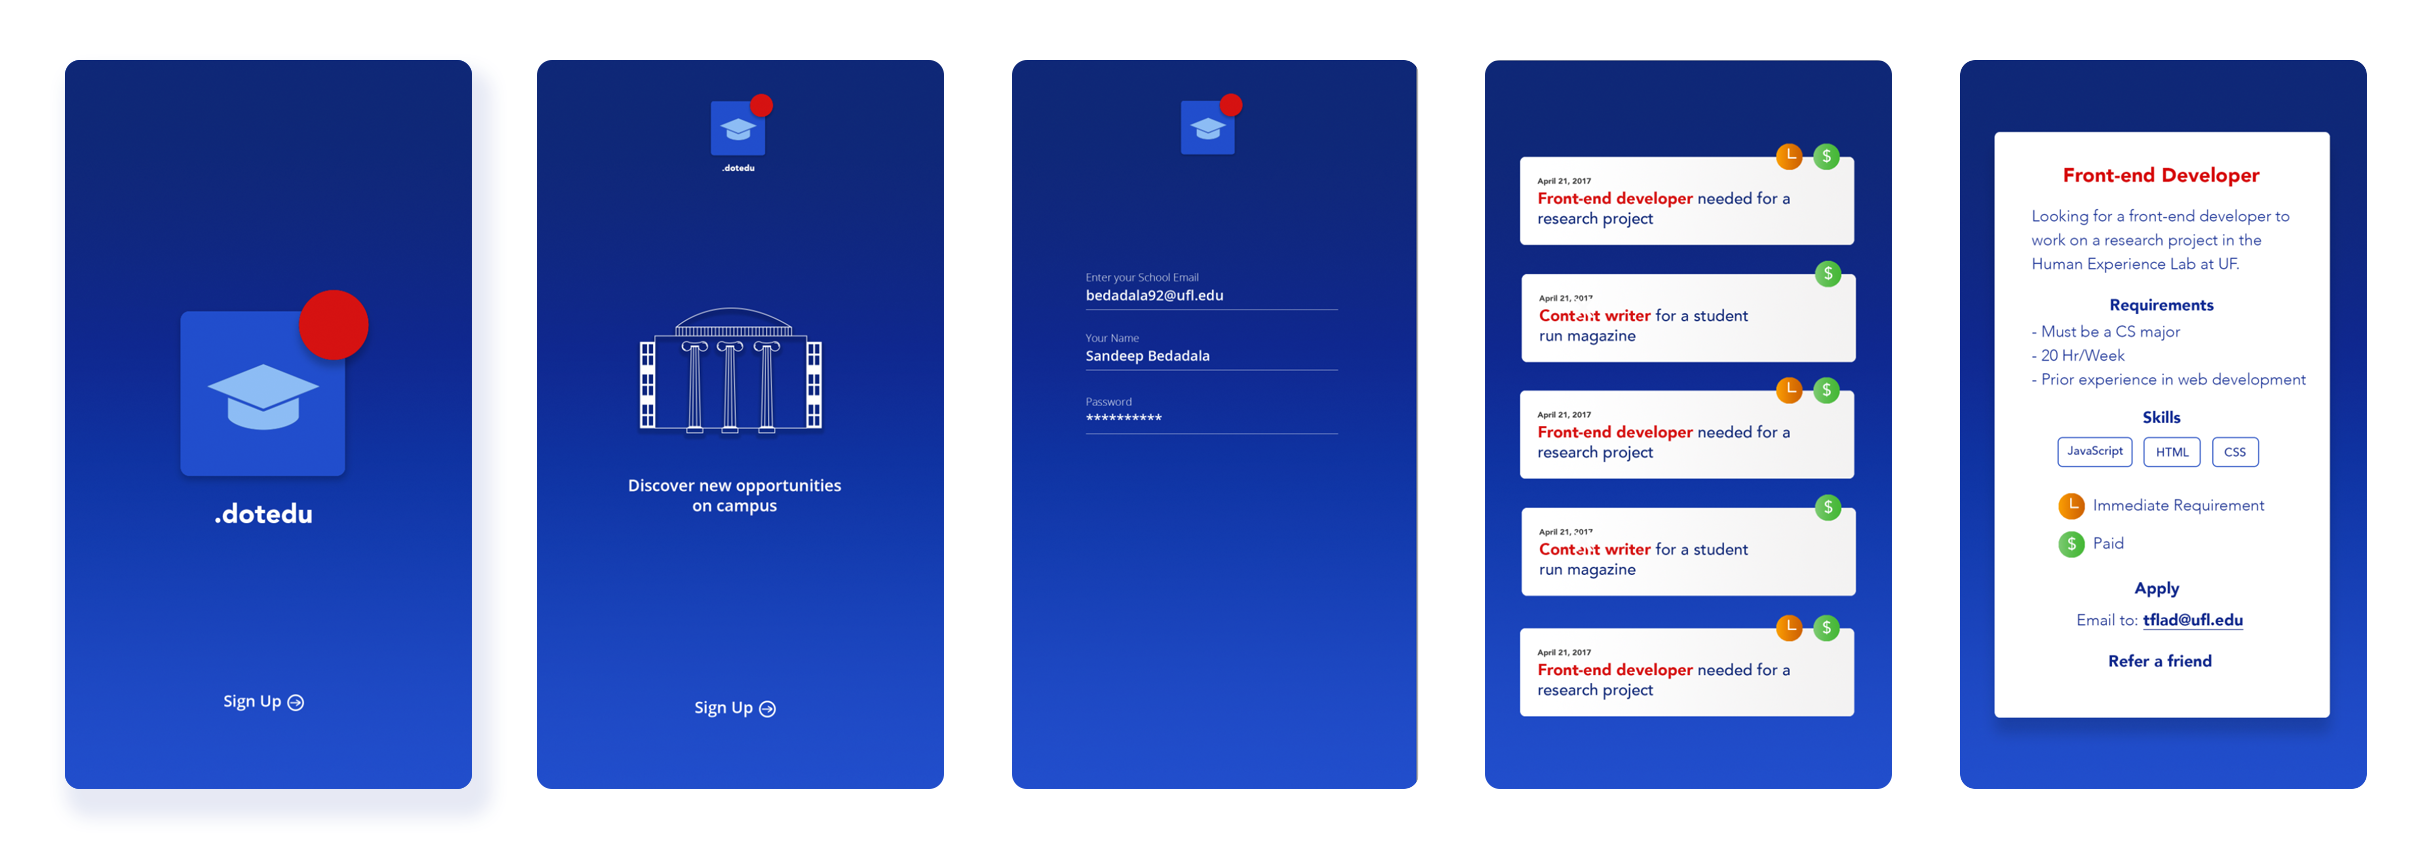 .dotedu
Sign Up
.dotedu
Discover new opportunities
on campus
Sign Up
Enter your School Email
bedadala92@ufl.edu
Your Name
Sandeep Bedadala
Password
**********
April 21, 2017
Front-end developer needed for a
research project
$
April 21, 2017
Content writer for a student
run magazine
$
April 21, 2017
Front-end developer needed for a
research project
$
April 21, 2017
Content writer for a student
run magazine
$
April 21, 2017
Front-end developer needed for a
research project
$
Front-end Developer
Looking for a front-end developer to
work on a research project in the
Human Experience Lab at UF.
Requirements
- Must be a CS major
- 20 Hr/Week
- Prior experience in web development
Skills
JavaScript HTML CSS
Immediate Requirement
$ Paid
Apply
Email to: tflad@ufl.edu
Refer a friend